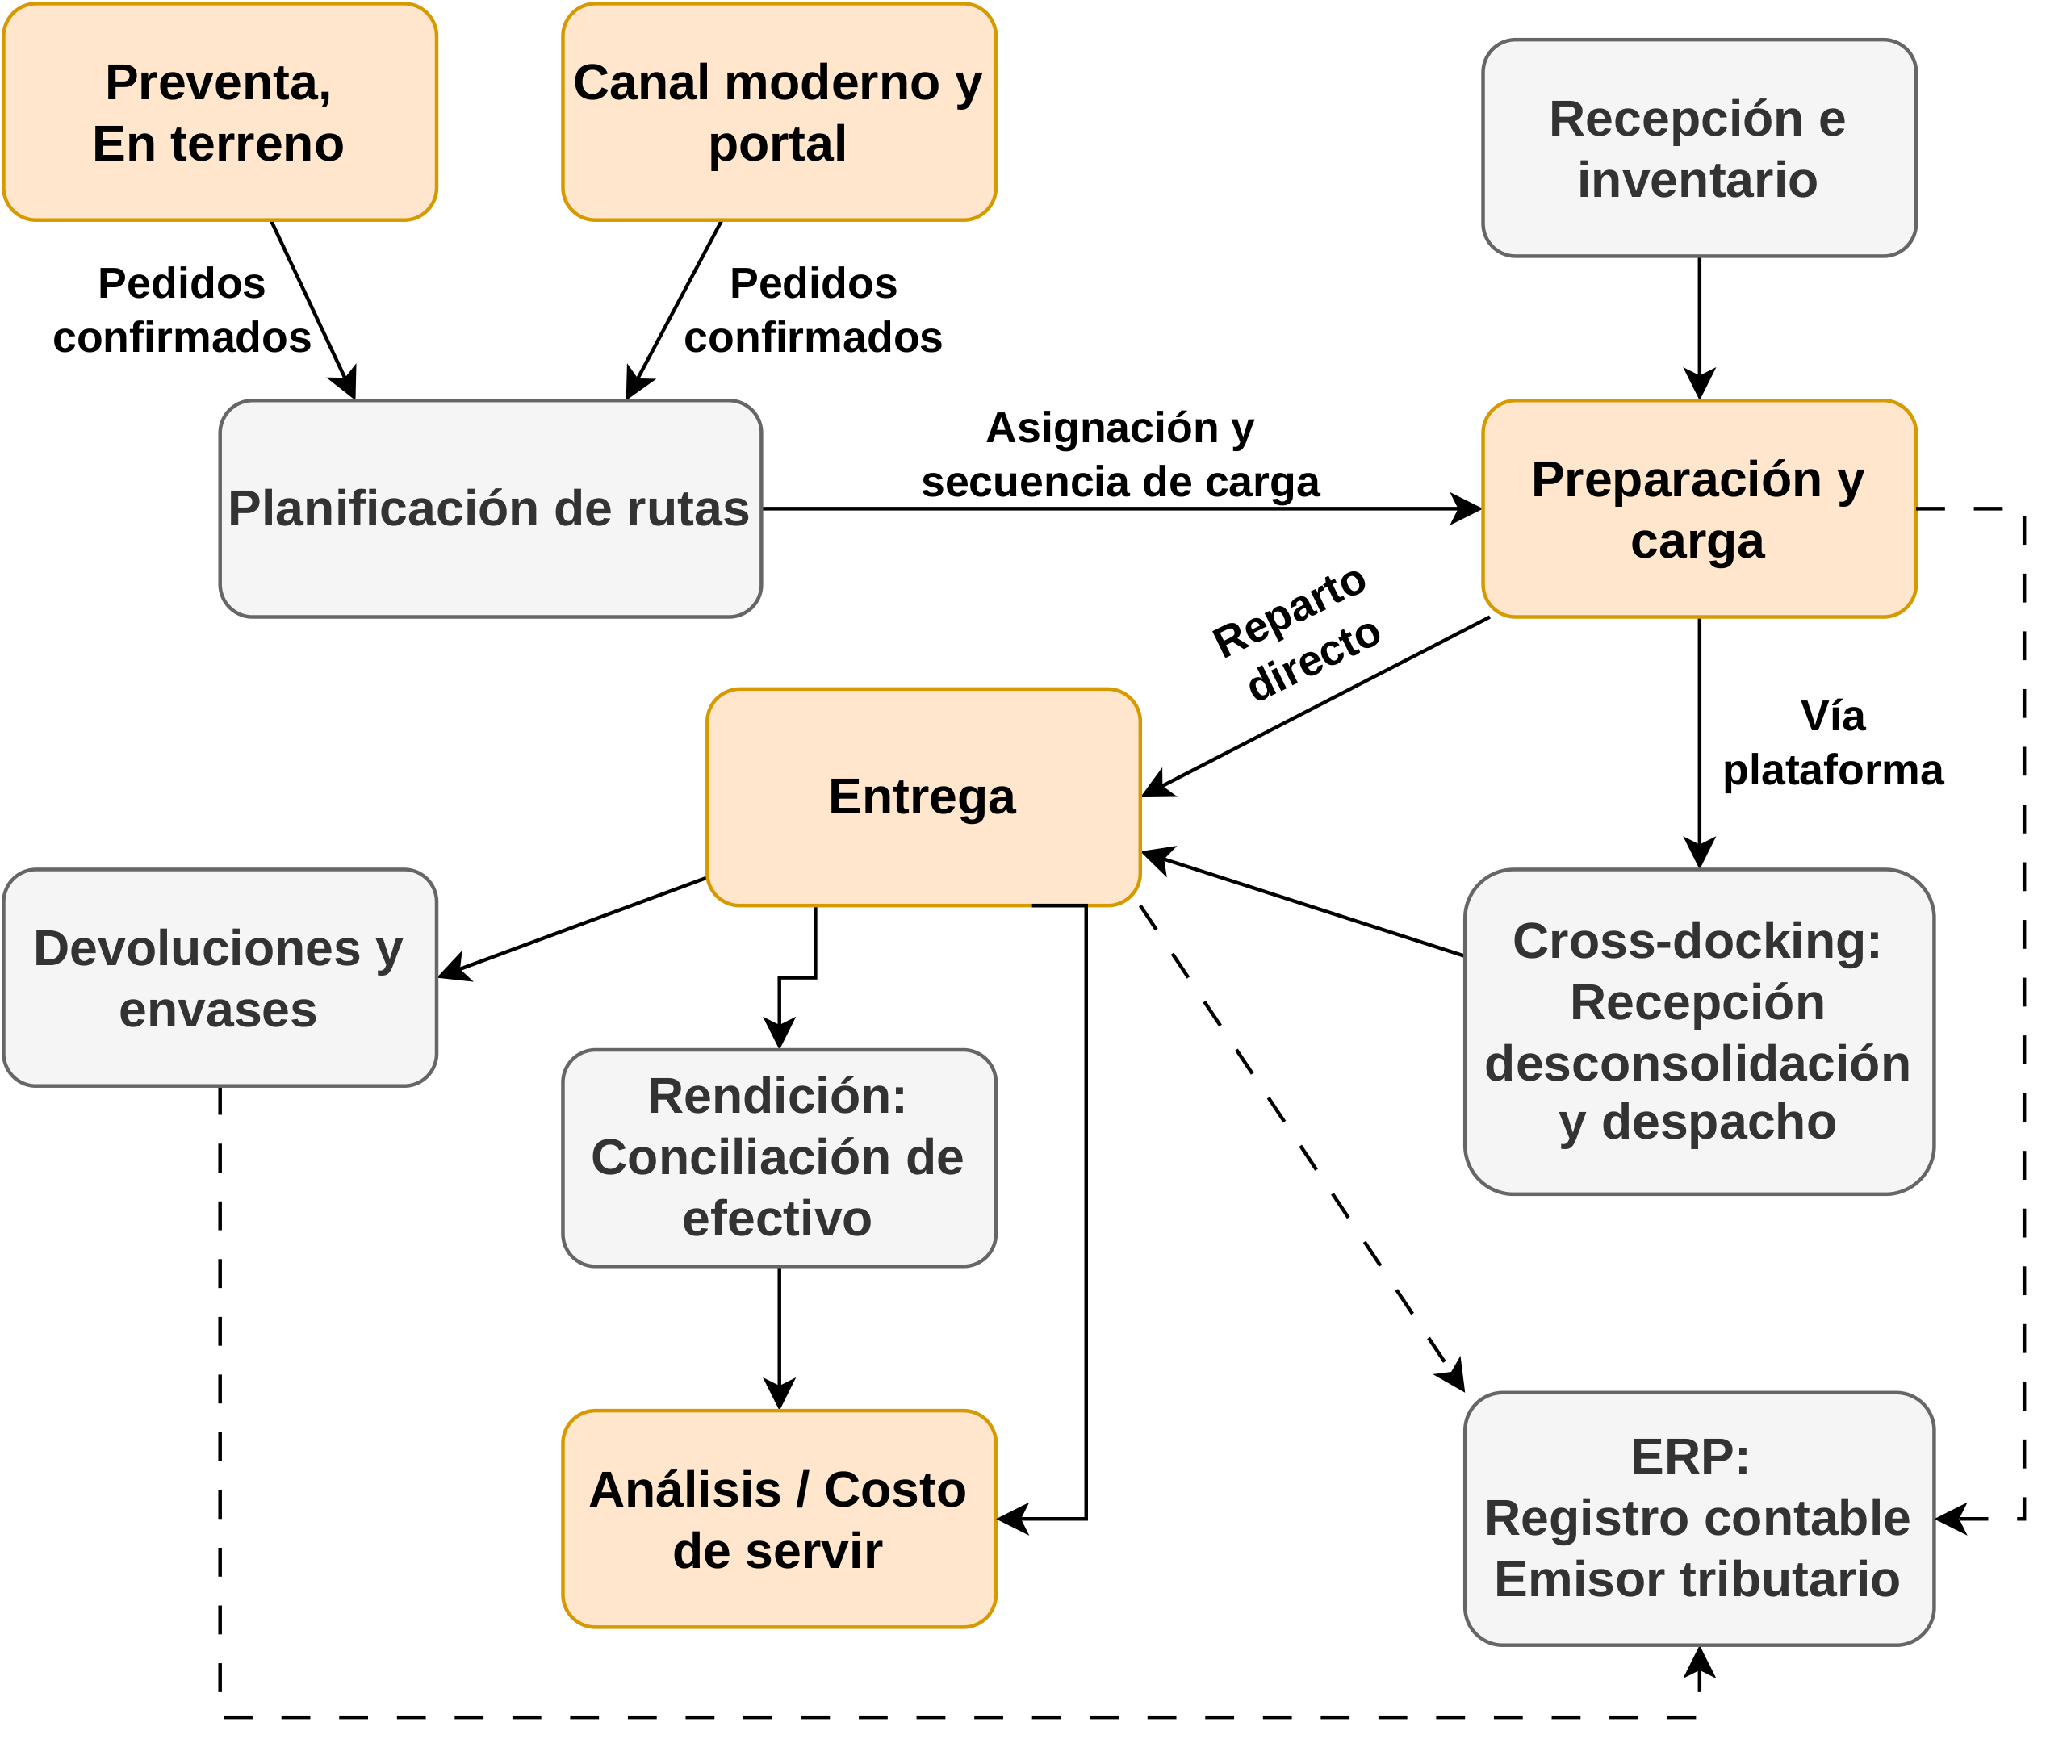 Preventa,
En terreno
Canal moderno y
portal
Recepción e
inventario
Pedidos
confirmados
Pedidos
confirmados
Planificación de rutas
Asignación y
secuencia de carga
Preparación y
carga
Reparto
directo
Vía
plataforma
Entrega
Devoluciones y
envases
Cross-docking:
Recepción
desconsolidación
y despacho
Rendición:
Conciliación de
efectivo
Análisis / Costo
de servir
ERP:
Registro contable
Emisor tributario